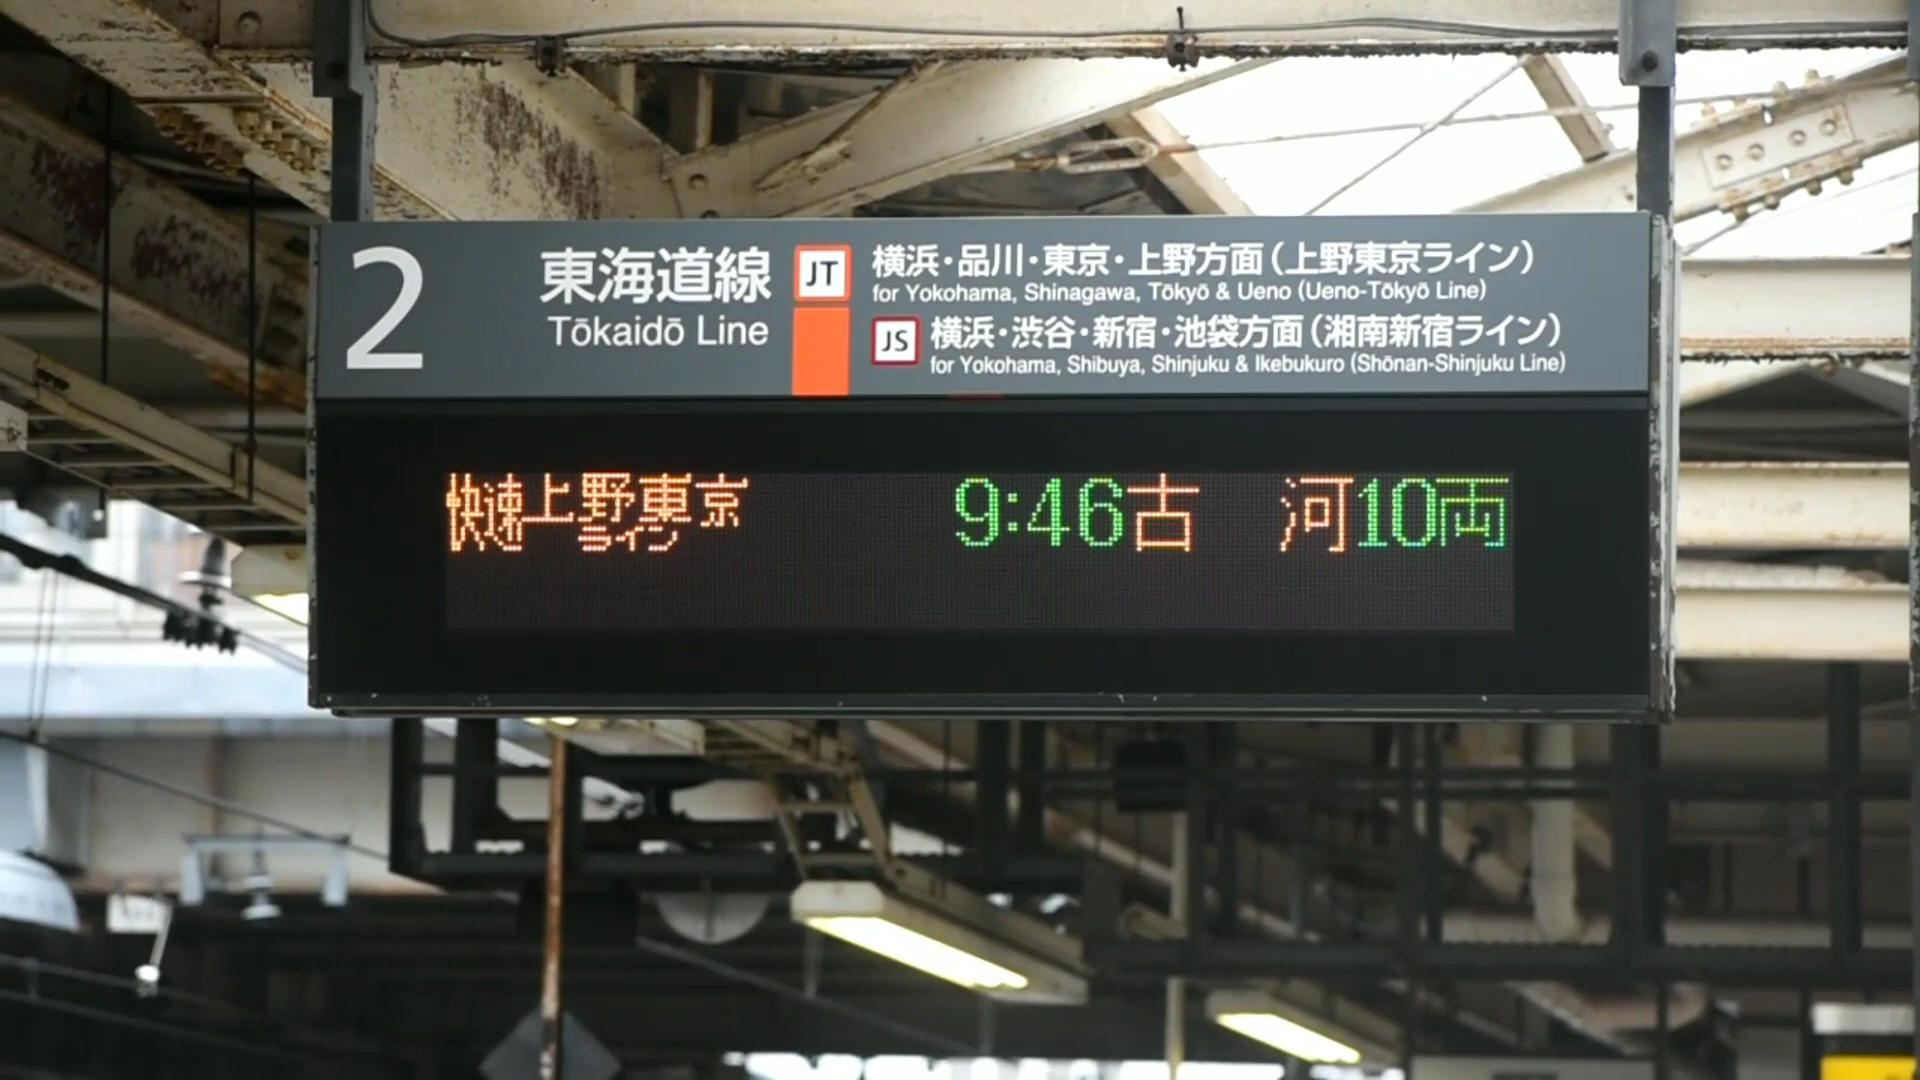 2
東海道線
Tōkaidō Line
JT
横浜・品川・東京・上野方面（上野東京ライン）
for Yokohama, Shinagawa, Tōkyō & Ueno (Ueno-Tōkyō Line)
JS
横浜・渋谷・新宿・池袋方面（湘南新宿ライン）
for Yokohama, Shibuya, Shinjuku & Ikebukuro (Shōnan-Shinjuku Line)
快速 上野東京 9:46 古 河 10両
ライン